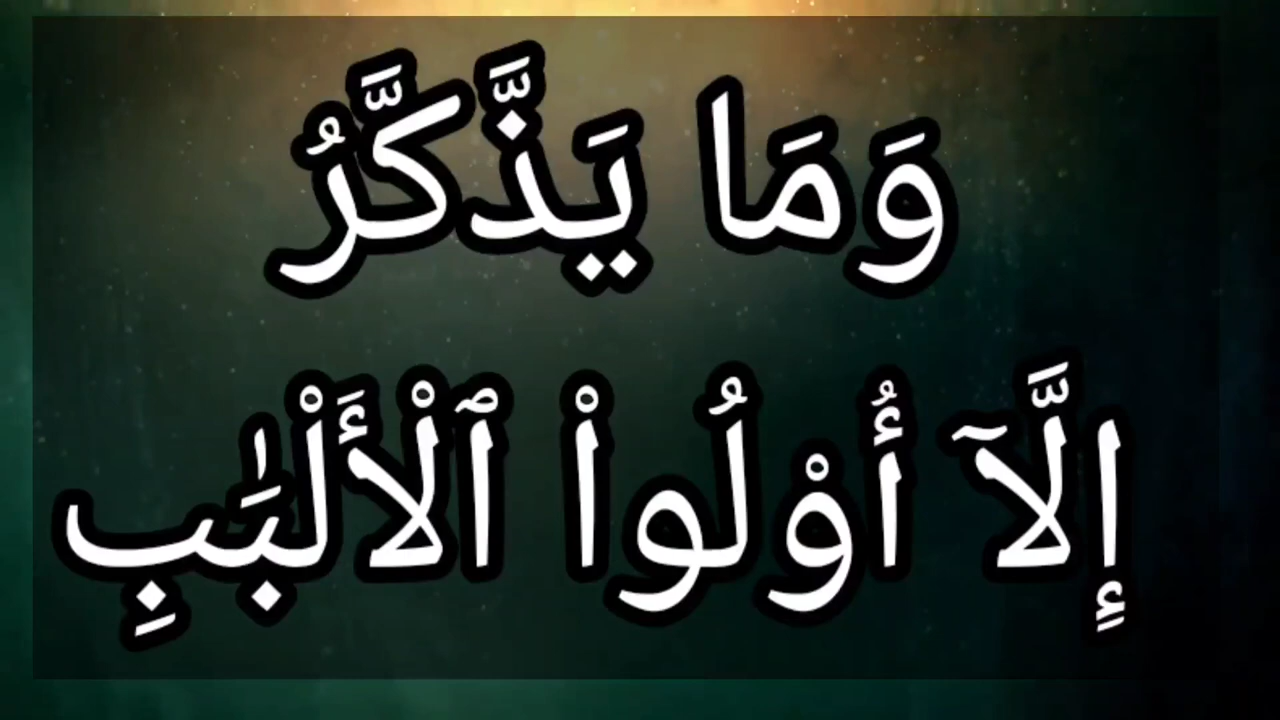 وَمَا يَذَّكَّرُ
إِلَّآ أُوْلُواْ ٱلْأَلْبَٰبِ